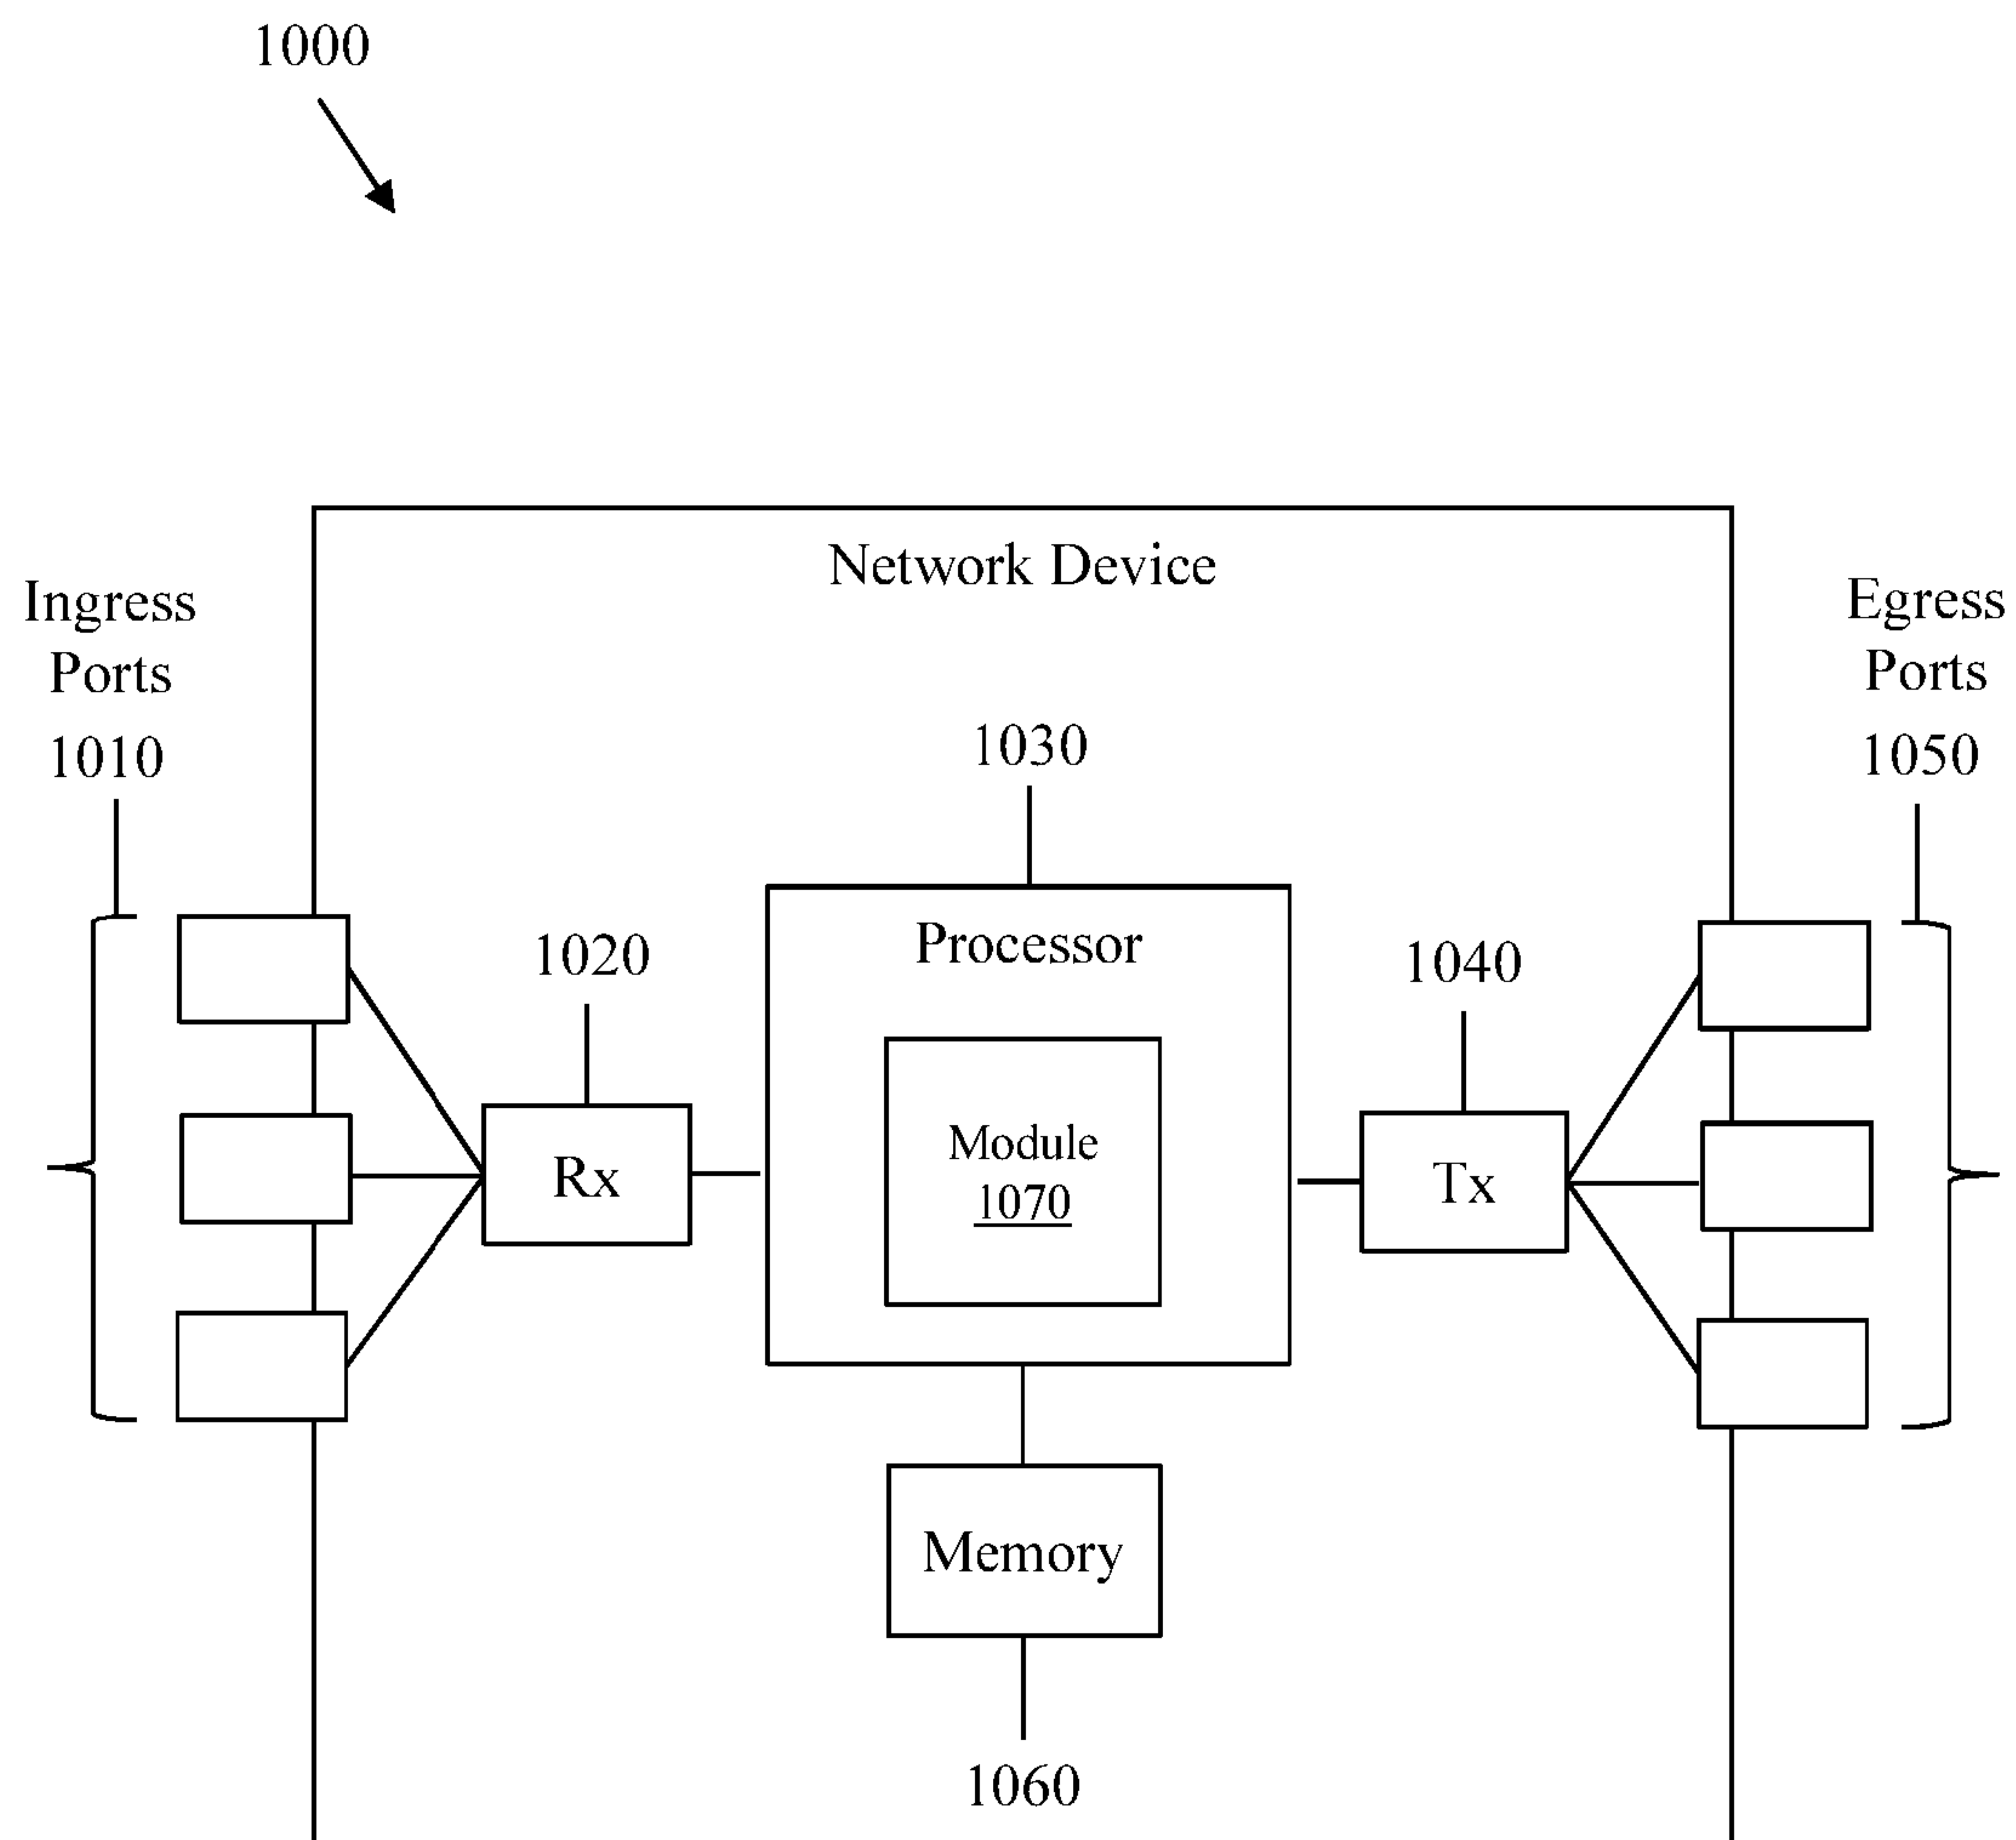 1000
Network Device
Ingress
Ports
1010
Egress
Ports
1050
1030
Processor
1020
1040
Module
1070
Rx
Tx
Memory
1060